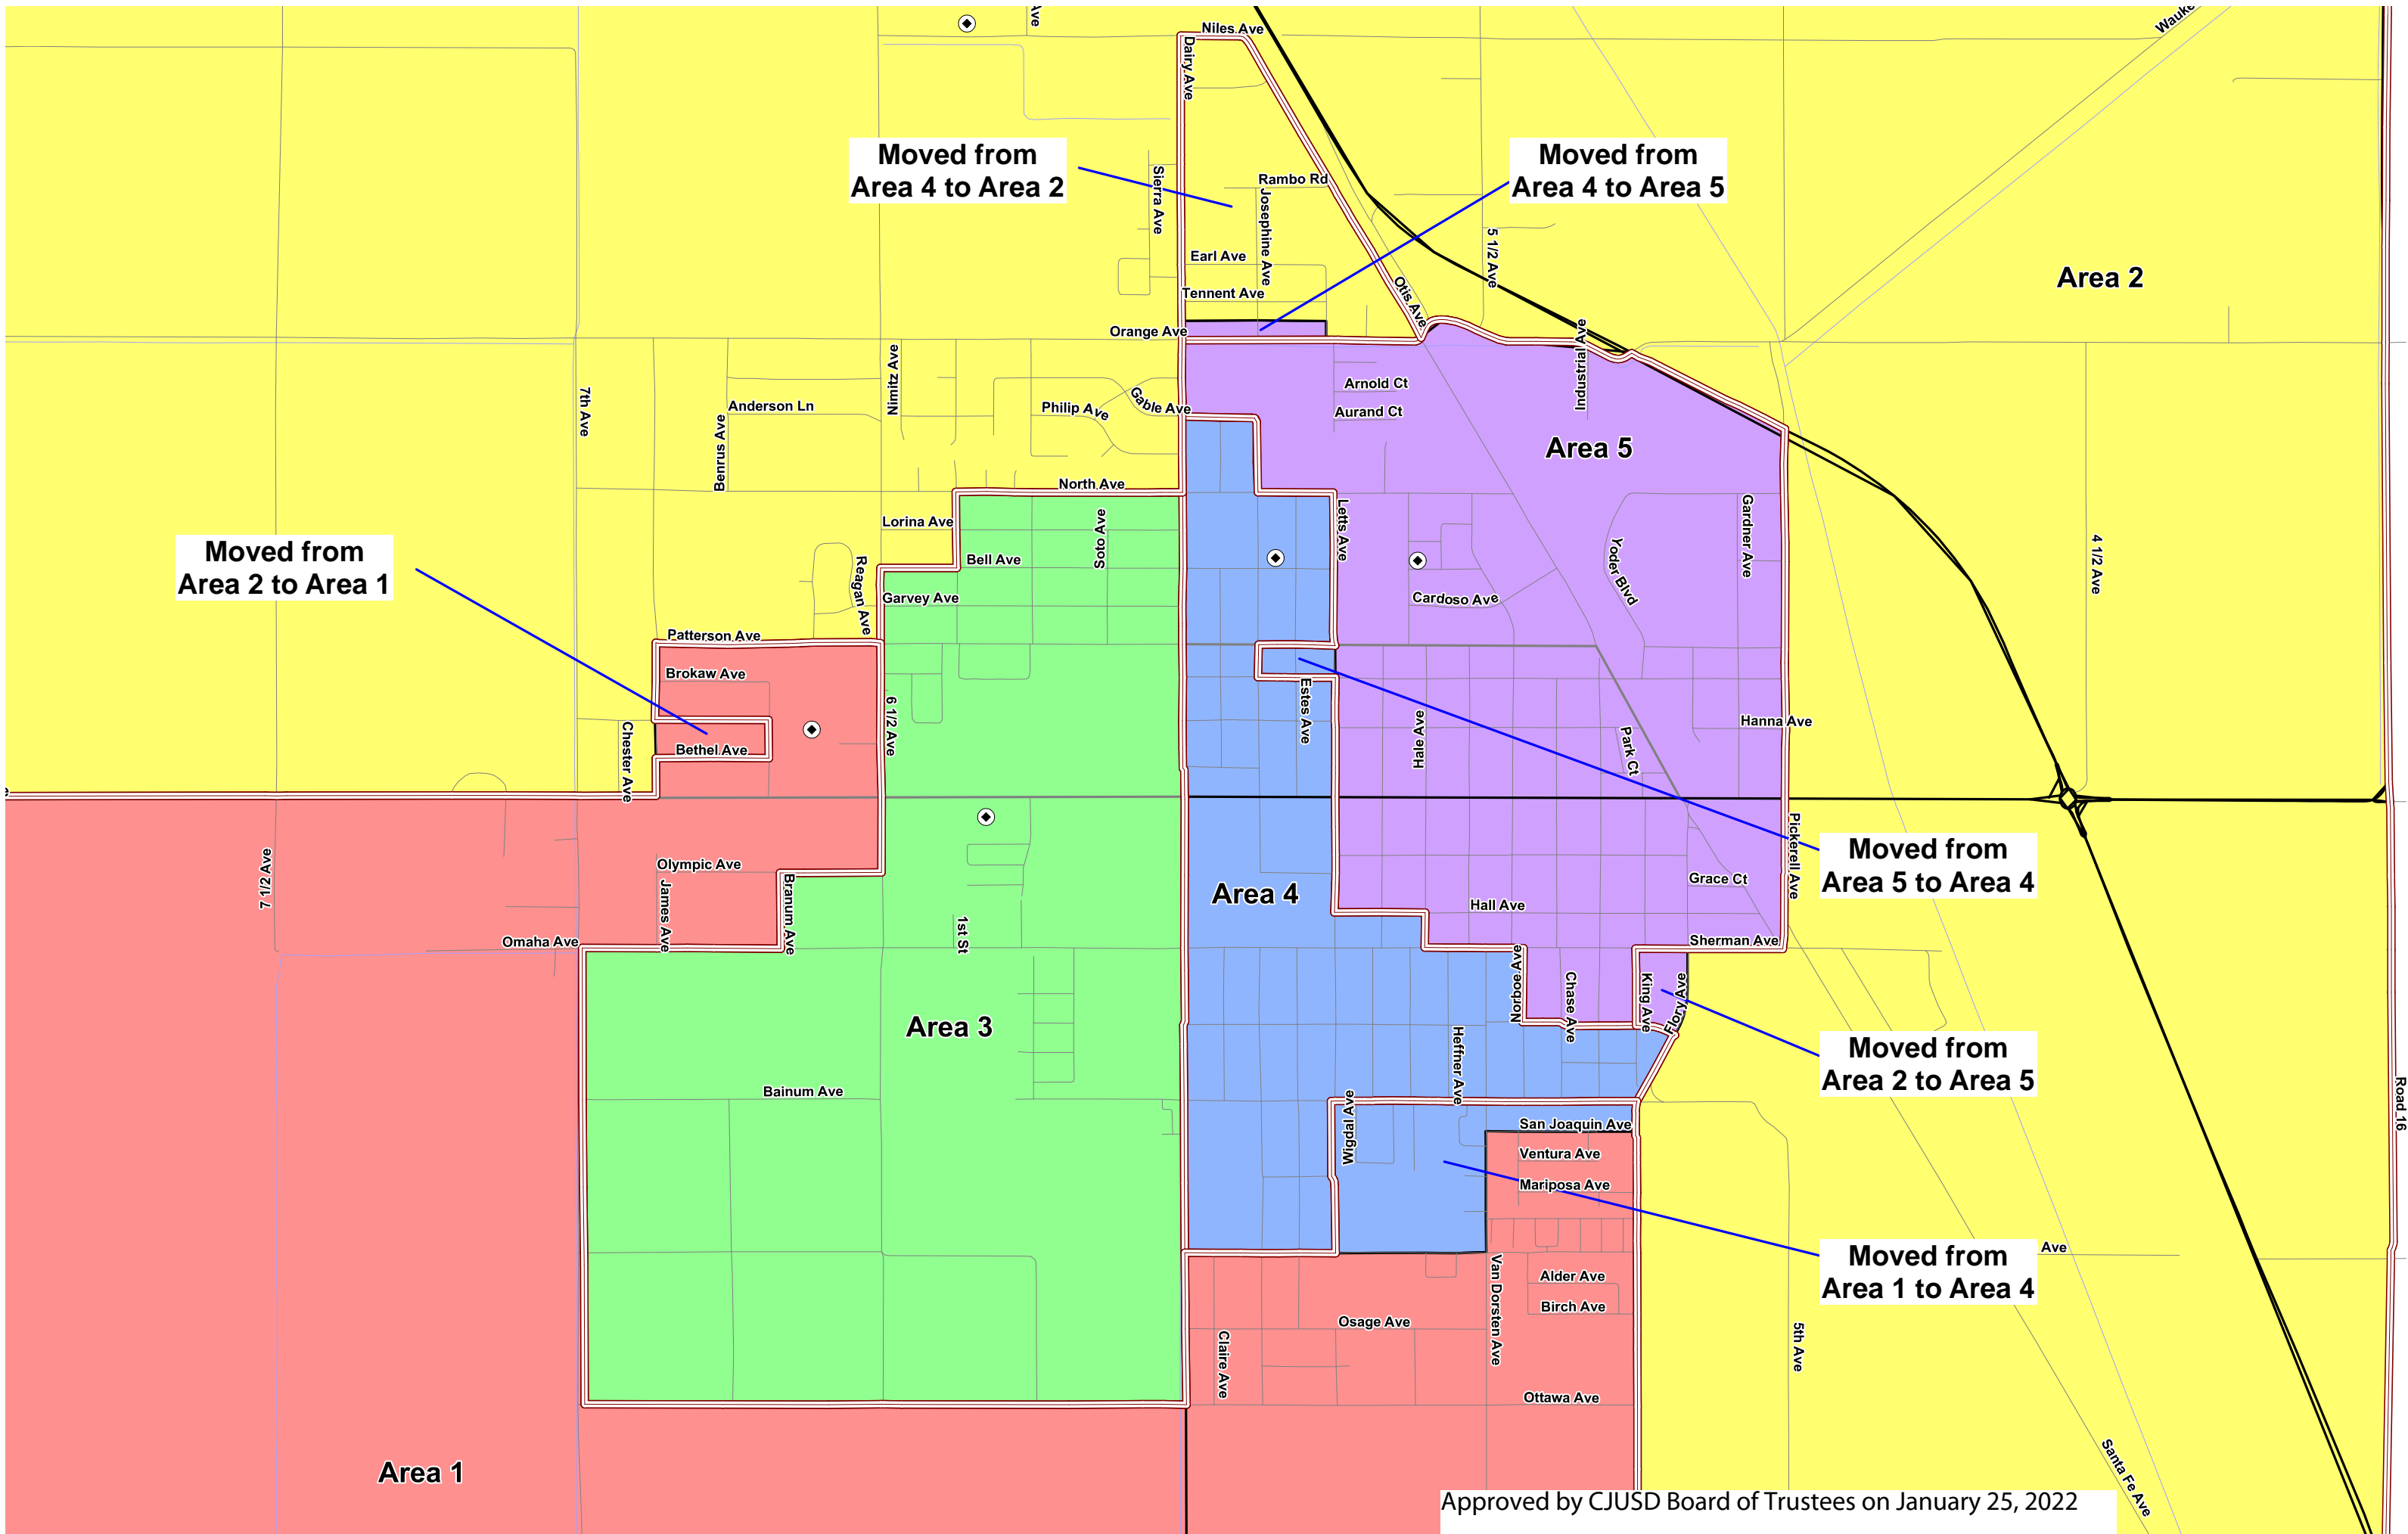 Niles Ave
Dairy Ave
Ave
Moved from
Area 4 to Area 2
Moved from
Area 4 to Area 5
Sierra Ave
Rambo Rd
Josephine Ave
5 1/2 Ave
Earl Ave
Tennent Ave
Otis Ave
Area 2
Orange Ave
Industrial Ave
7th Ave
Nimitz Ave
Anderson Ln
Philip Ave
Gable Ave
Arnold Ct
Aurand Ct
Area 5
Benrus Ave
North Ave
Lorina Ave
Soto Ave
Letts Ave
Gardner Ave
Bell Ave
Yoder Blvd
4 1/2 Ave
Moved from
Area 2 to Area 1
Reagan Ave
Garvey Ave
Cardoso Ave
Patterson Ave
Brokaw Ave
6 1/2 Ave
Estes Ave
Hale Ave
Park Ct
Hanna Ave
Chester Ave
Bethel Ave
Pickerell Ave
Moved from
Area 5 to Area 4
7 1/2 Ave
Olympic Ave
James Ave
Branum Ave
Area 4
Grace Ct
Hall Ave
Omaha Ave
1st St
Sherman Ave
Norboe Ave
Chase Ave
King Ave
Flory Ave
Area 3
Moved from
Area 2 to Area 5
Heffner Ave
Bainum Ave
Wigdal Ave
San Joaquin Ave
Ventura Ave
Mariposa Ave
Road 16
Moved from
Area 1 to Area 4
Ave
Van Dorsten Ave
Alder Ave
Birch Ave
Osage Ave
Claire Ave
5th Ave
Ottawa Ave
Area 1
Santa Fe Ave
Approved by CJUSD Board of Trustees on January 25, 2022